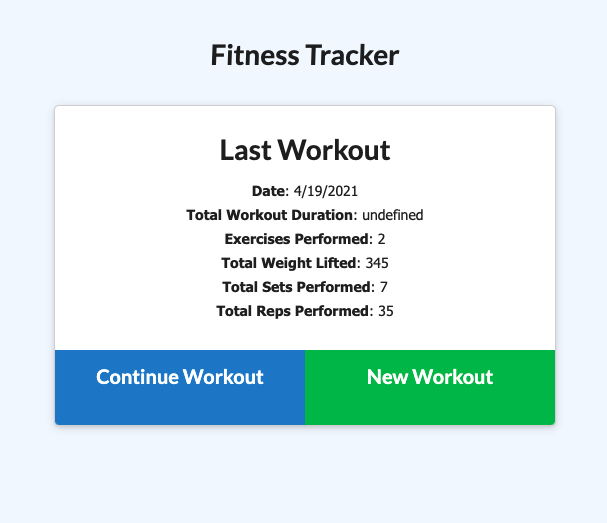 Fitness Tracker
Last Workout
Date: 4/19/2021
Total Workout Duration: undefined
Exercises Performed: 2
Total Weight Lifted: 345
Total Sets Performed: 7
Total Reps Performed: 35
Continue Workout
New Workout